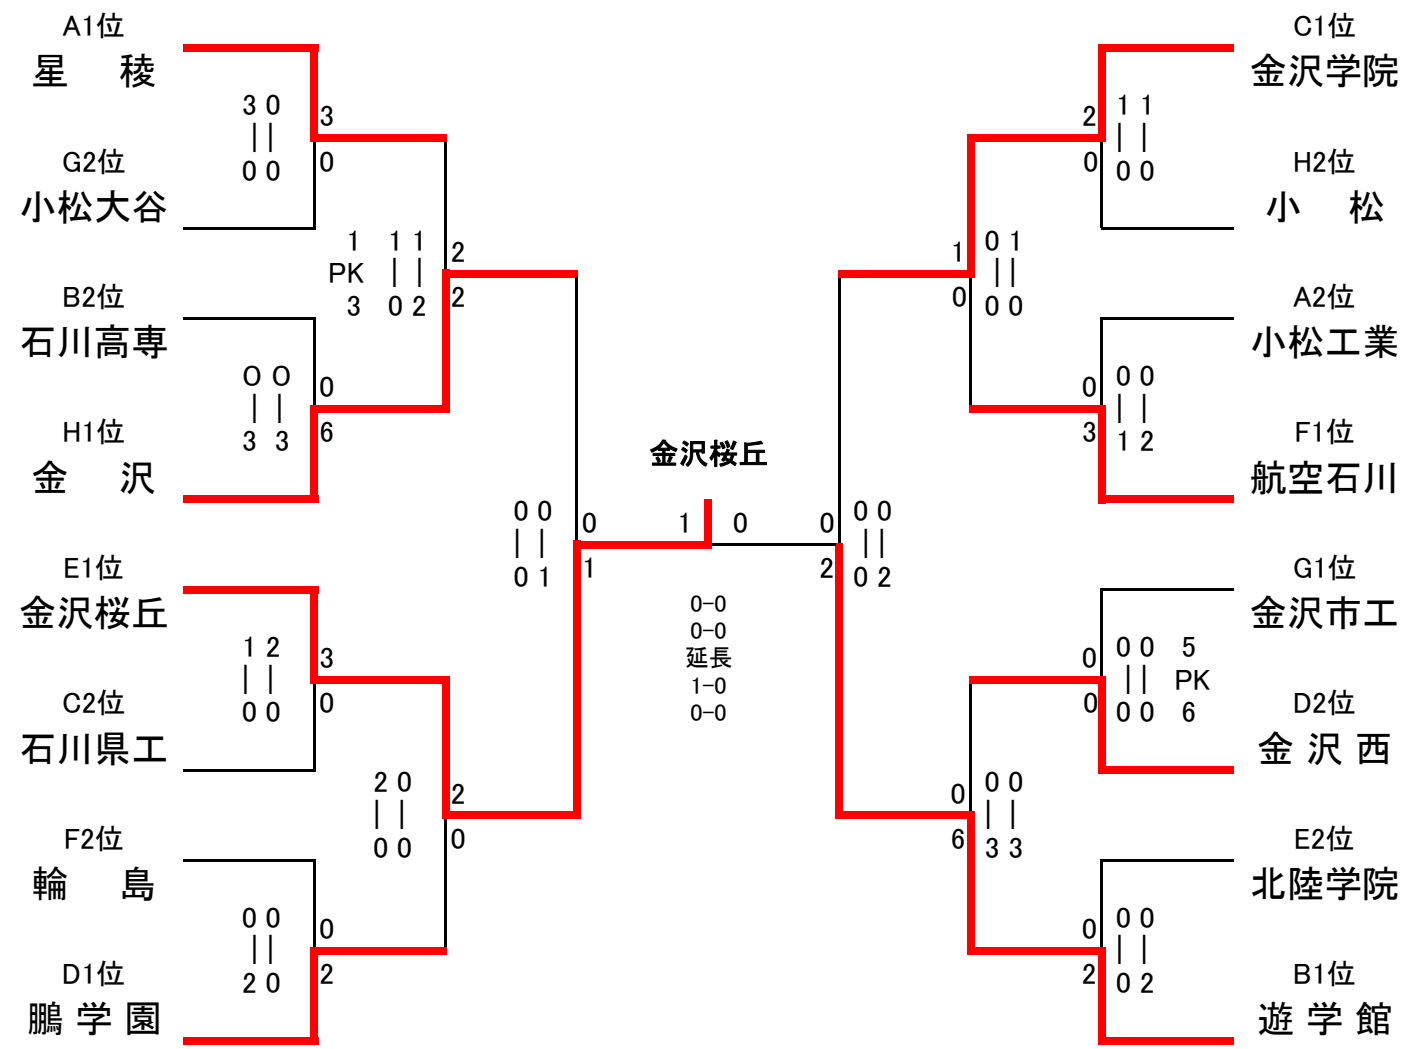 A1位
星 稜
3 0
| |
0 0
3
0
G2位
小松大谷
1 1 1
PK | |
3 0 2
2
2
B2位
石川高専
O O
| |
3 3
0
6
H1位
金 沢
0 0
| |
0 1
0
1
E1位
金沢桜丘
1 2
| |
0 0
3
0
C2位
石川県工
2 0
| |
0 0
2
0
F2位
輪 島
0 0
| |
2 0
0
2
D1位
鵬 学 園
金沢桜丘
1 0
0-0
0-0
延長
1-0
0-0
C1位
金沢学院
2
0
1 1
| |
0 0
H2位
小 松
1
0
0 1
| |
0 0
A2位
小松工業
0
3
0 0
| |
1 2
F1位
航空石川
0
2
0 0
| |
0 2
G1位
金沢市工
0
0
0 0 5
| | PK
0 0 6
D2位
金 沢 西
0
6
0 0
| |
3 3
E2位
北陸学院
0
2
0 0
| |
0 2
B1位
遊 学 館